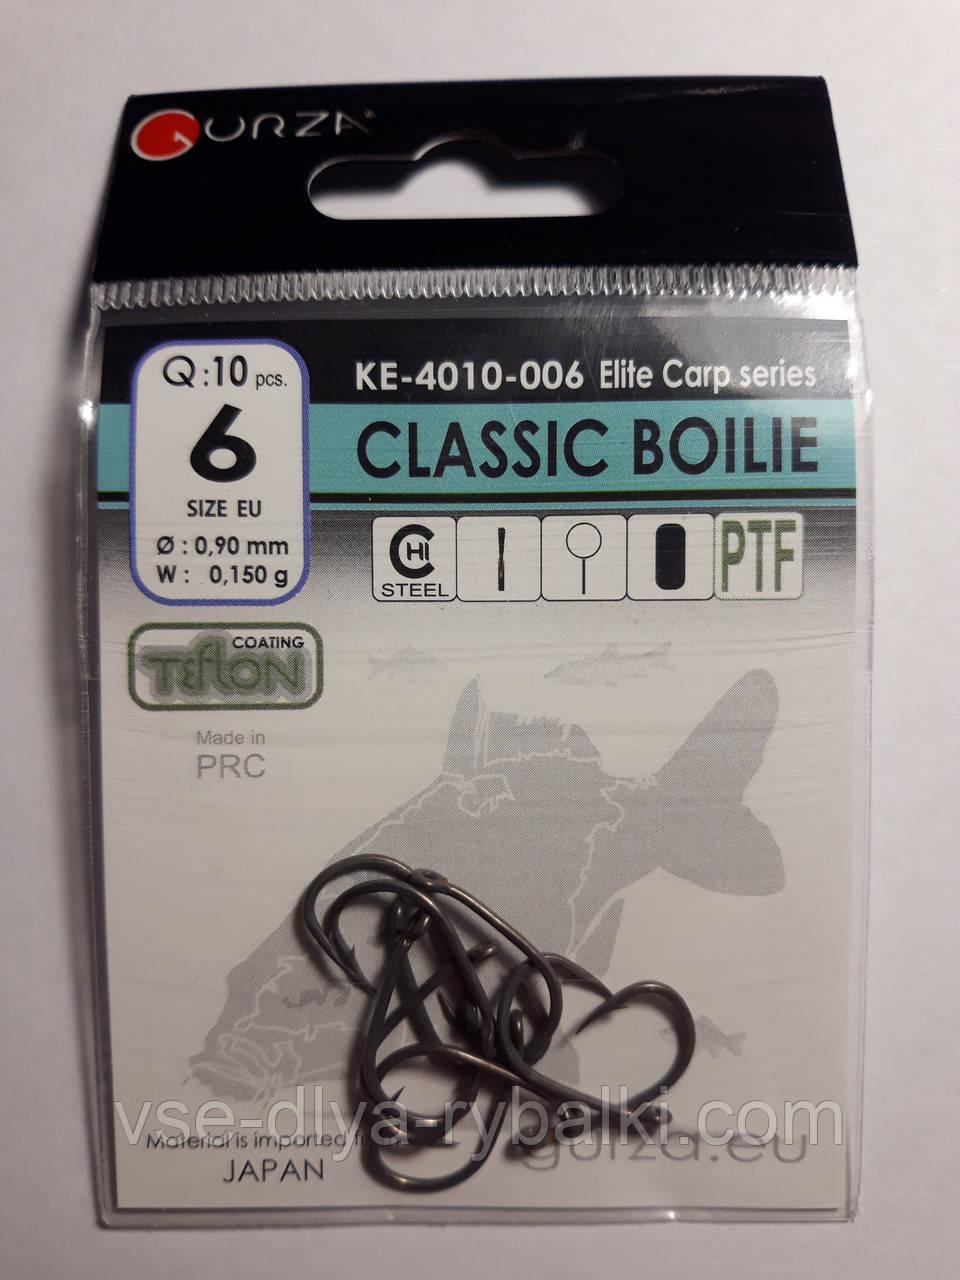 GURZA®
Q:10 pcs.
6
SIZE EU
Ø : 0,90 mm
W : 0,150 g
KE-4010-006 Elite Carp series
CLASSIC BOILIE
CHI
STEEL
PTF
COATING
TEFLON
Made in
PRC
vse-dlya-rybalki.com
Material is imported
JAPAN
gurza.eu